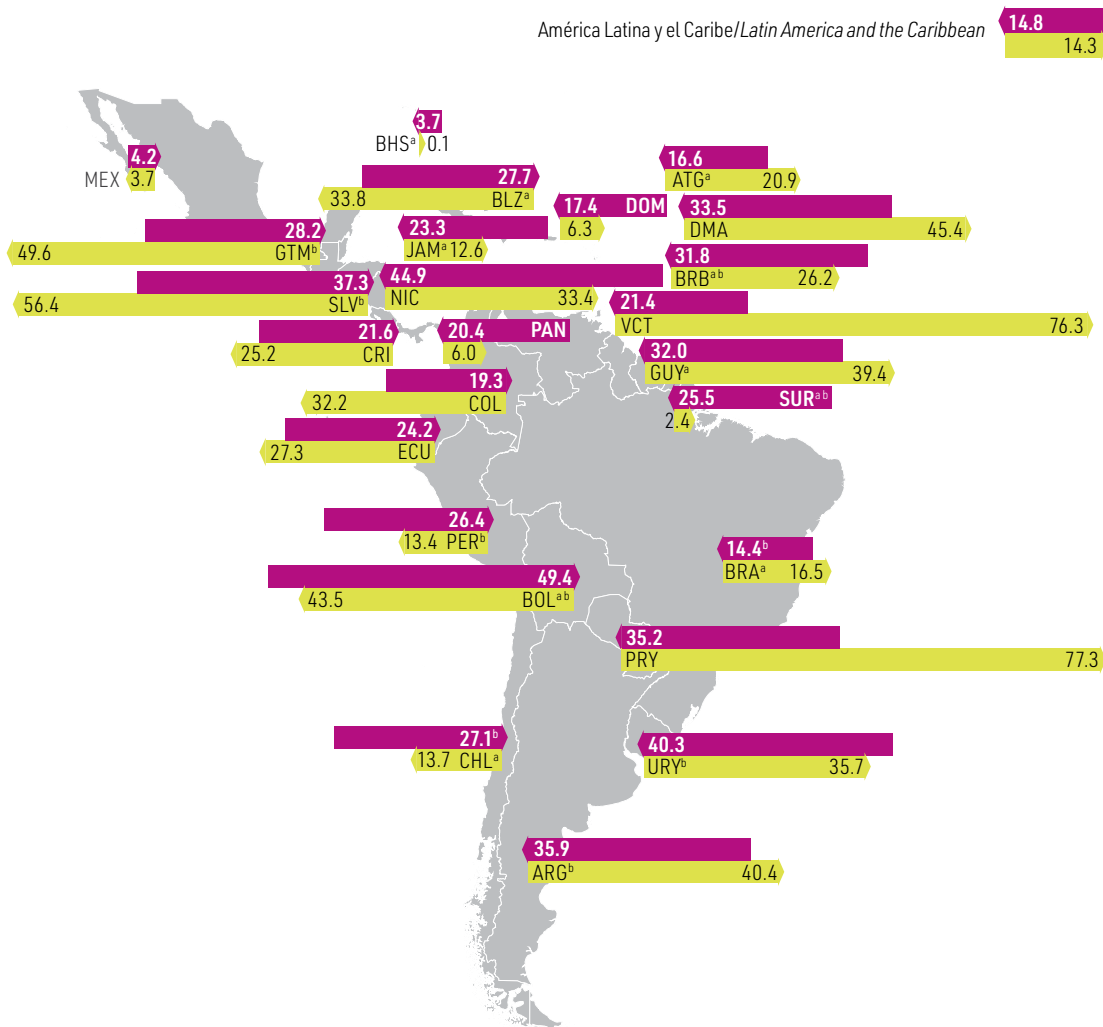 14.8
América Latina y el Caribe/Latin America and the Caribbean
14.3
3.7
BHSᵃ 0.1
4.2
MEX 3.7
16.6
ATGᵃ 20.9
27.7
33.8 BLZᵃ
17.4 DOM
6.3
33.5
DMA 45.4
28.2
49.6 GTMᵇ
23.3
JAMᵃ 12.6
31.8
BRBᵃᵇ 26.2
37.3
56.4 SLVᵇ
44.9
NIC 33.4
21.4
VCT 76.3
21.6
25.2 CRI
20.4 PAN
6.0
32.0
GUYᵃ 39.4
19.3
32.2 COL
25.5 SURᵃᵇ
2.4
24.2
27.3 ECU
26.4
13.4 PERᵇ
14.4ᵇ
BRAᵃ 16.5
49.4
43.5 BOLᵃᵇ
35.2
PRY 77.3
27.1ᵇ
13.7 CHLᵃ
40.3
URYᵇ 35.7
35.9
ARGᵇ 40.4